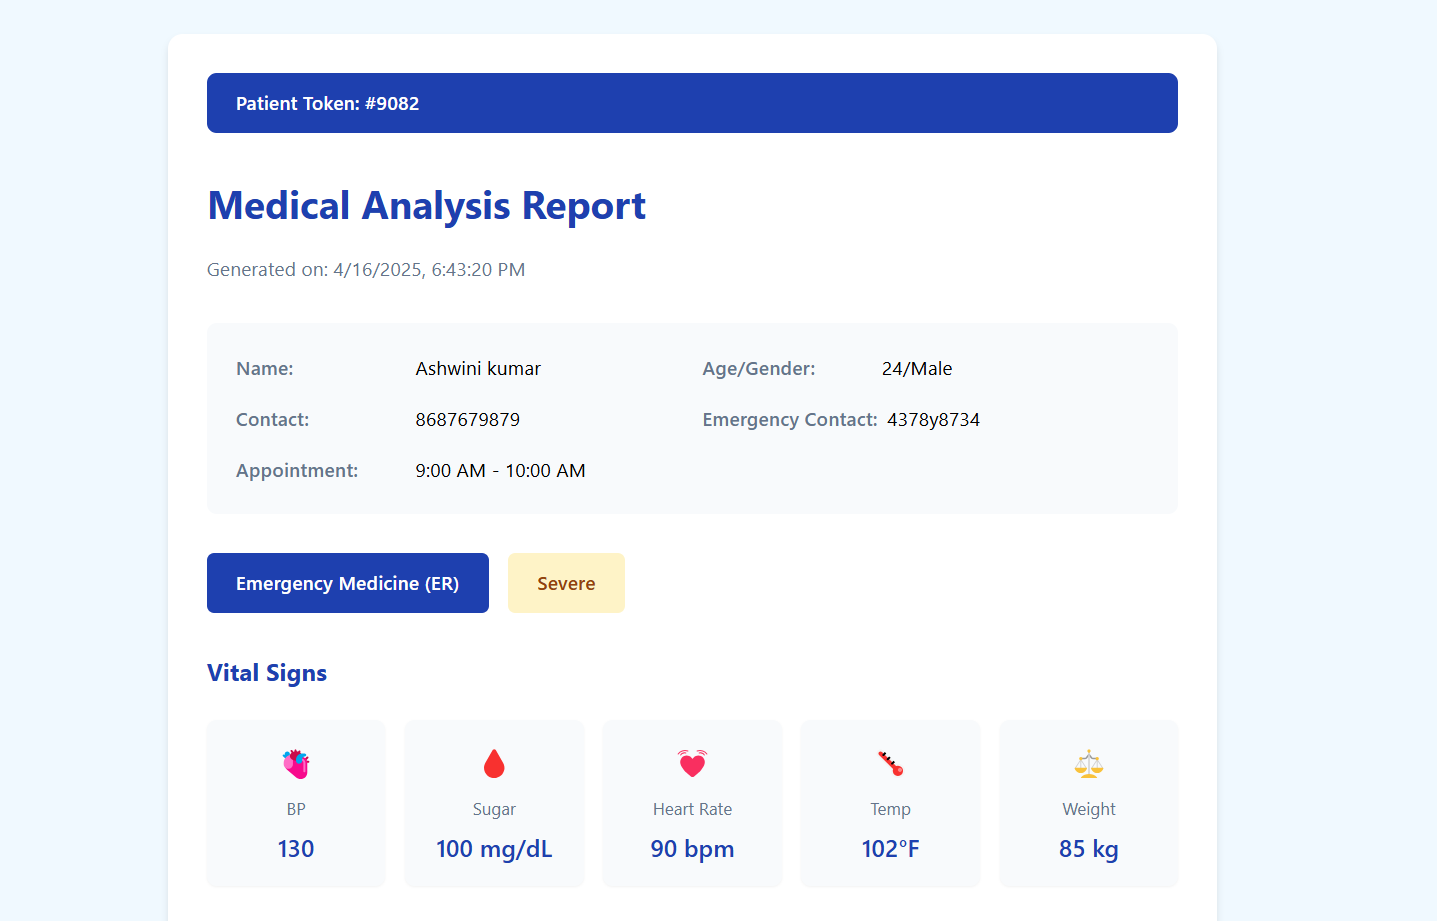 Patient Token: #9082
Medical Analysis Report
Generated on: 4/16/2025, 6:43:20 PM
Name: Ashwini kumar Age/Gender: 24/Male
Contact: 8687679879 Emergency Contact: 4378y8734
Appointment: 9:00 AM - 10:00 AM
Emergency Medicine (ER) Severe
Vital Signs
BP Sugar Heart Rate Temp Weight
130 100 mg/dL 90 bpm 102°F 85 kg